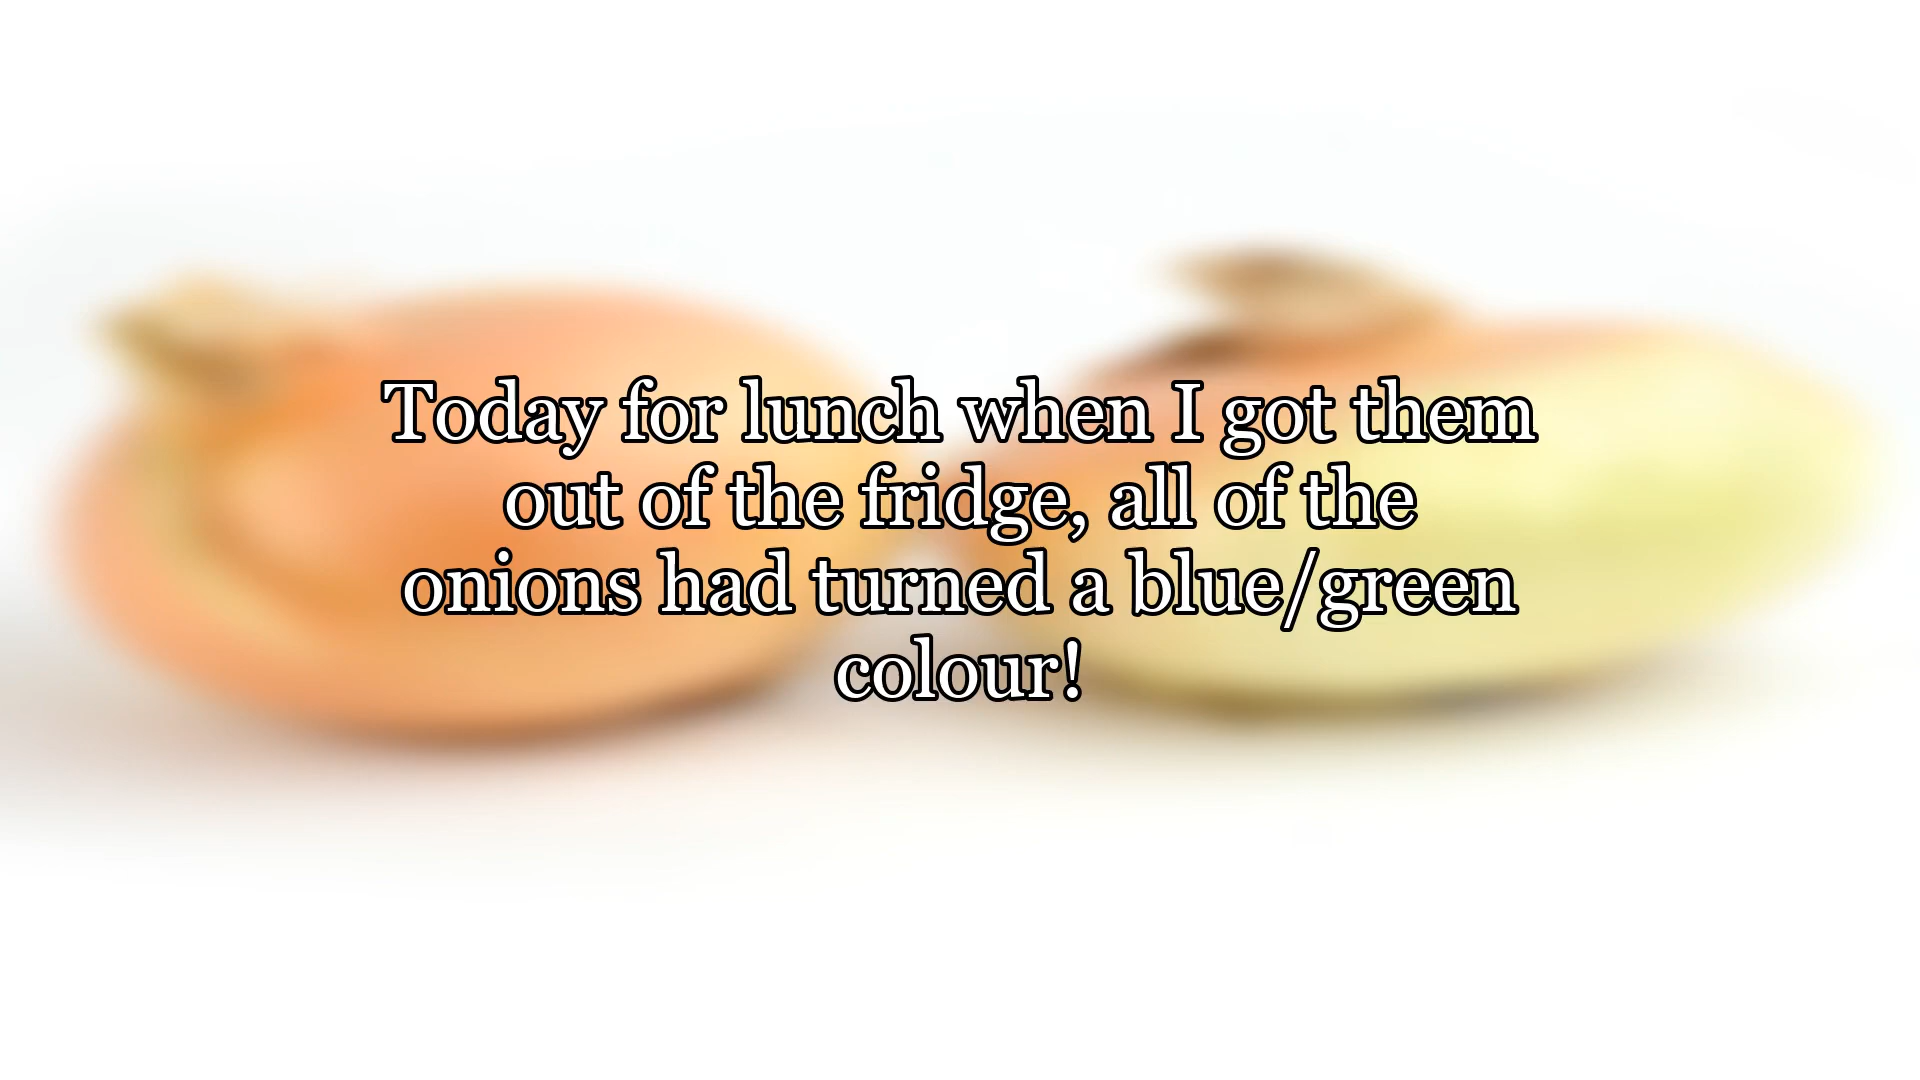 Today for lunch when I got them
out of the fridge, all of the
onions had turned a blue/green
colour!